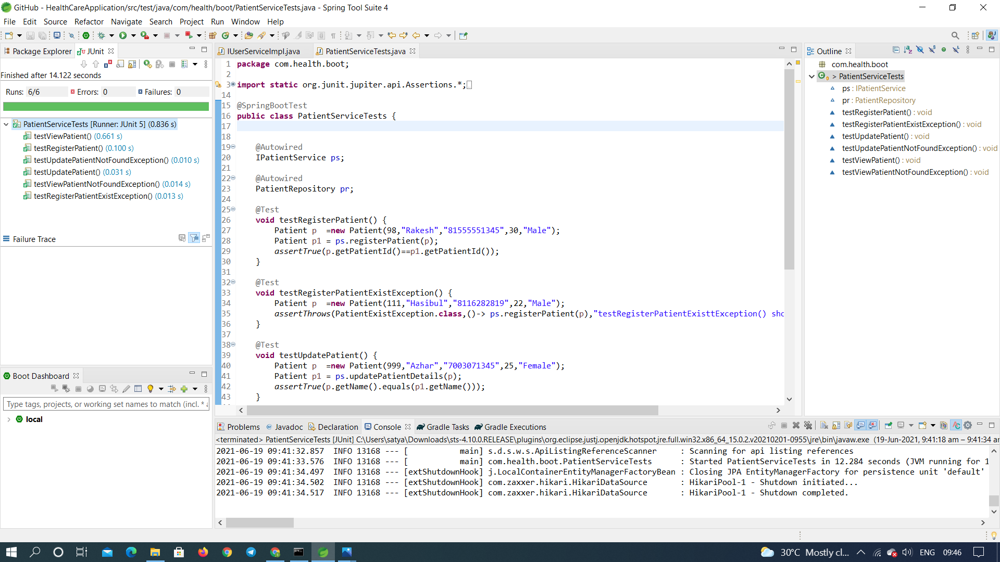 GitHub - HealthCareApplication/src/test/java/com/health/boot/PatientServiceTests.java - Spring Tool Suite 4
File Edit Source Refactor Navigate Search Project Run Window Help
Package Explorer JUnit
Finished after 14.122 seconds
Runs: 6/6 Errors: 0 Failures: 0
PatientServiceTests [Runner: JUnit 5] (0.836 s)
testViewPatient() (0.661 s)
testRegisterPatient() (0.100 s)
testUpdatePatientNotFoundException() (0.010 s)
testUpdatePatient() (0.031 s)
testViewPatientNotFoundException() (0.014 s)
testRegisterPatientExistException() (0.013 s)
Failure Trace
Boot Dashboard
Type tags, projects, or working set names to match (incl. *
local
IUserServiceImpl.java PatientServiceTests.java
1 package com.health.boot;
2
3 import static org.junit.jupiter.api.Assertions.*;
14
15 @SpringBootTest
16 public class PatientServiceTests {
17
18
19 @Autowired
20 IPatientService ps;
21
22 @Autowired
23 PatientRepository pr;
24
25 @Test
26 void testRegisterPatient() {
27 Patient p  =new Patient(98,"Rakesh","81555551345",30,"Male");
28 Patient p1 = ps.registerPatient(p);
29 assertTrue(p.getPatientId()==p1.getPatientId());
30 }
31
32 @Test
33 void testRegisterPatientExistException() {
34 Patient p  =new Patient(111,"Hasibul","8116282819",22,"Male");
35 assertThrows(PatientExistException.class,()-> ps.registerPatient(p),"testRegisterPatientExisttException() sho
36 }
37
38 @Test
39 void testUpdatePatient() {
40 Patient p  =new Patient(999,"Azhar","7003071345",25,"Female");
41 Patient p1 = ps.updatePatientDetails(p);
42 assertTrue(p.getName().equals(p1.getName()));
43 }
Outline
com.health.boot
> PatientServiceTests
ps : IPatientService
pr : PatientRepository
testRegisterPatient() : void
testRegisterPatientExistException() : void
testUpdatePatient() : void
testUpdatePatientNotFoundException() : void
testViewPatient() : void
testViewPatientNotFoundException() : void
Problems Javadoc Declaration Console Gradle Tasks Gradle Executions
<terminated> PatientServiceTests [JUnit] C:\Users\satya\Downloads\sts-4.10.0.RELEASE\plugins\org.eclipse.justj.openjdk.hotspot.jre.full.win32.x86_64_15.0.2.v20210201-0955\jre\bin\javaw.exe (19-Jun-2021, 9:41:18 am – 9:41:34 ar
2021-06-19 09:41:32.857  INFO 13168 --- [           main] s.d.s.w.s.ApiListingReferenceScanner     : Scanning for api listing references
2021-06-19 09:41:33.576  INFO 13168 --- [           main] com.health.boot.PatientServiceTests      : Started PatientServiceTests in 12.284 seconds (JVM running for 1
2021-06-19 09:41:34.497  INFO 13168 --- [extShutdownHook] j.LocalContainerEntityManagerFactoryBean : Closing JPA EntityManagerFactory for persistence unit 'default'
2021-06-19 09:41:34.502  INFO 13168 --- [extShutdownHook] com.zaxxer.hikari.HikariDataSource       : HikariPool-1 - Shutdown initiated...
2021-06-19 09:41:34.517  INFO 13168 --- [extShutdownHook] com.zaxxer.hikari.HikariDataSource       : HikariPool-1 - Shutdown completed.
30°C Mostly cl... ENG 09:46